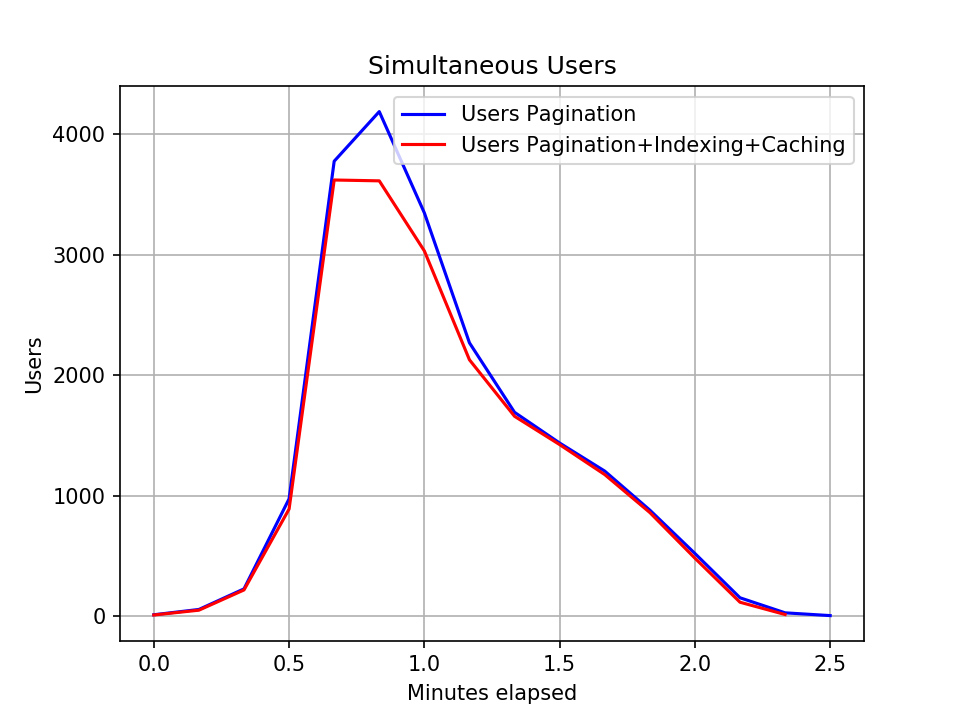 Simultaneous Users
Users Pagination
Users Pagination+Indexing+Caching
4000
3000
2000
1000
0
Users
0.0 0.5 1.0 1.5 2.0 2.5
Minutes elapsed